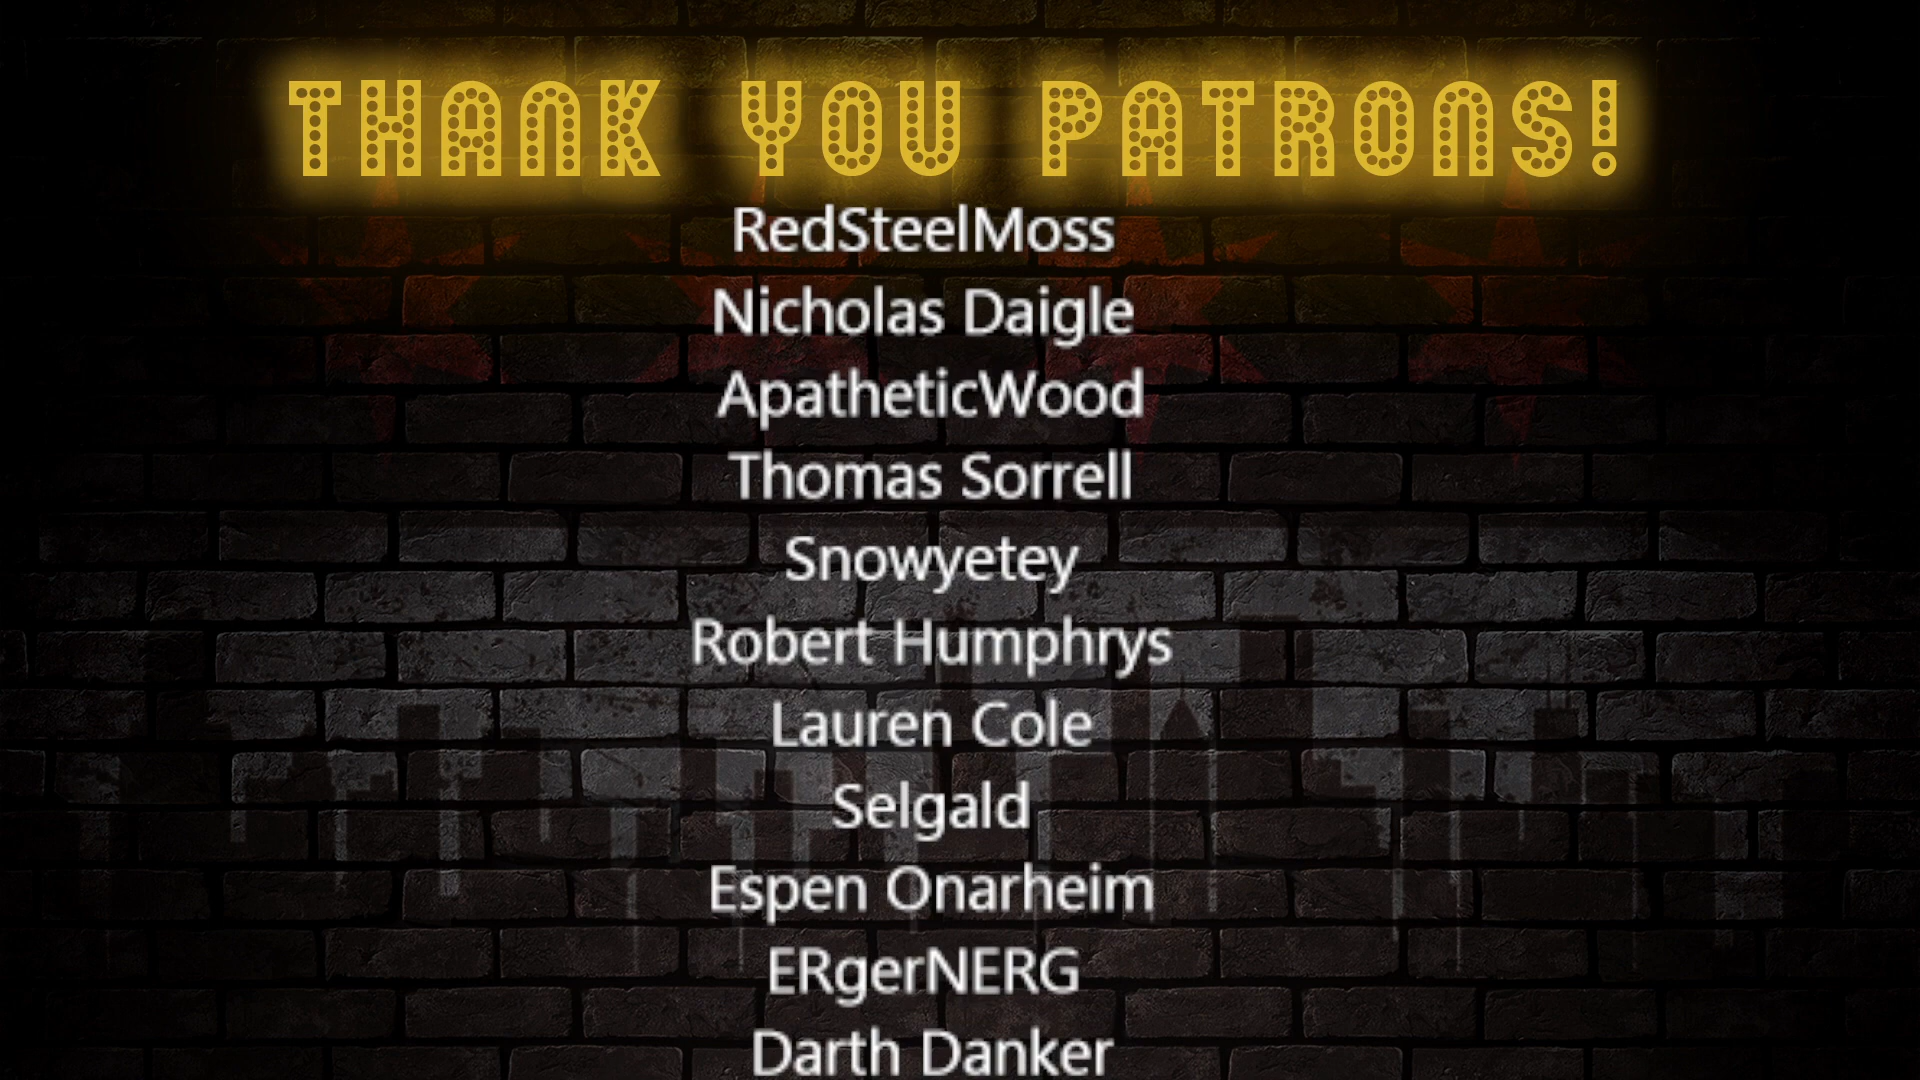 THANK YOU PATRONS!
RedSteelMoss
Nicholas Daigle
ApatheticWood
Thomas Sorrell
Snowyetey
Robert Humphrys
Lauren Cole
Selgald
Espen Onarheim
ERgerNERG
Darth Danker